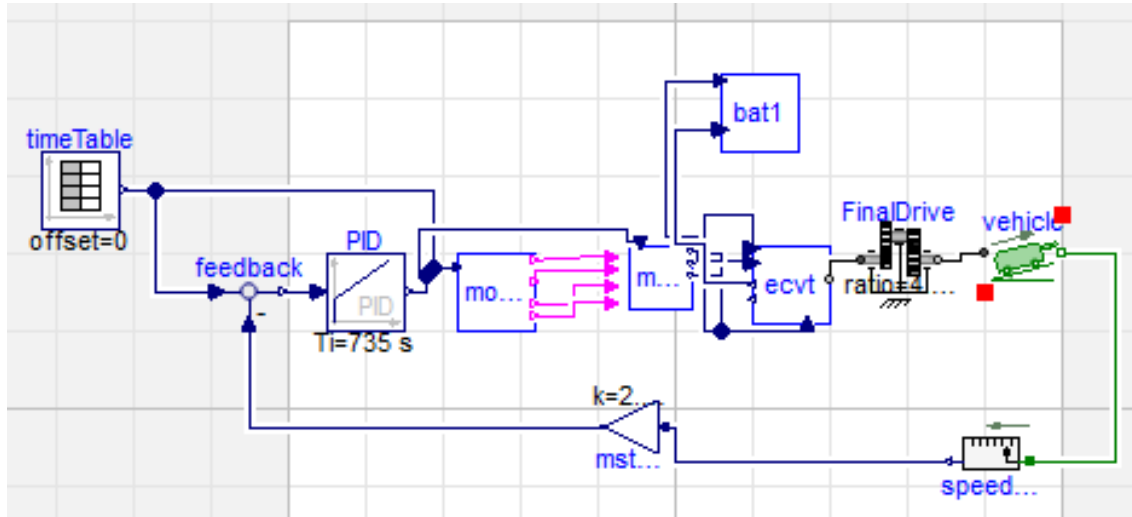 timeTable
offset=0
feedback
-
PID
PID
Ti=735 s
mo...
m...
bat1
ecvt
FinalDrive
ratio=4....
vehicle
k=2....
mst...
speed...